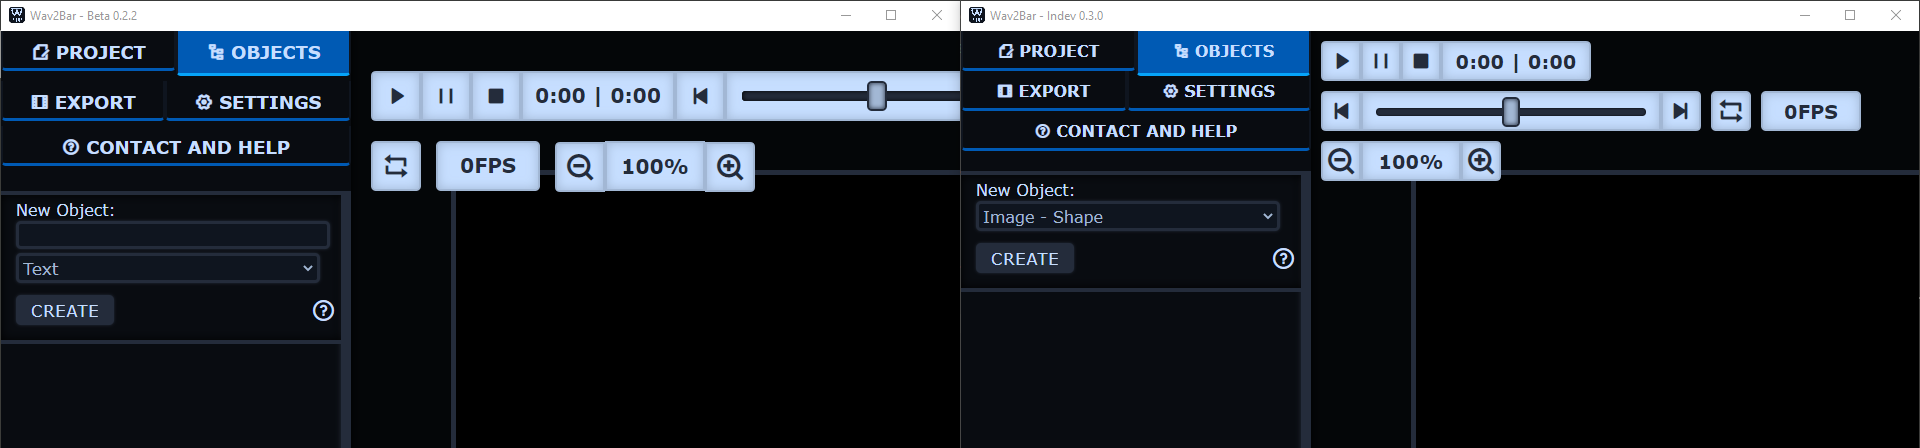 Wav2Bar - Beta 0.2.2
PROJECT OBJECTS
EXPORT SETTINGS
CONTACT AND HELP
0:00 | 0:00
0FPS 100%
New Object:
Text
CREATE
Wav2Bar - Indev 0.3.0
PROJECT OBJECTS
EXPORT SETTINGS
CONTACT AND HELP
0:00 | 0:00
0FPS
100%
New Object:
Image - Shape
CREATE